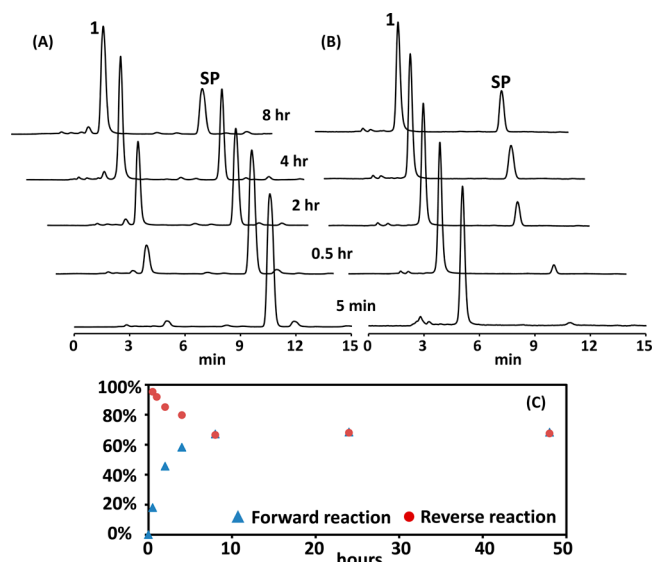 (A) 1 SP
(B) 1 SP
8 hr
4 hr
2 hr
0.5 hr
5 min
0 3 6 9 12 15
min
0 3 6 9 12 15
min
100%
80%
60%
40%
20%
0%
(C)
Forward reaction Reverse reaction
0 10 20 30 40 50
hours